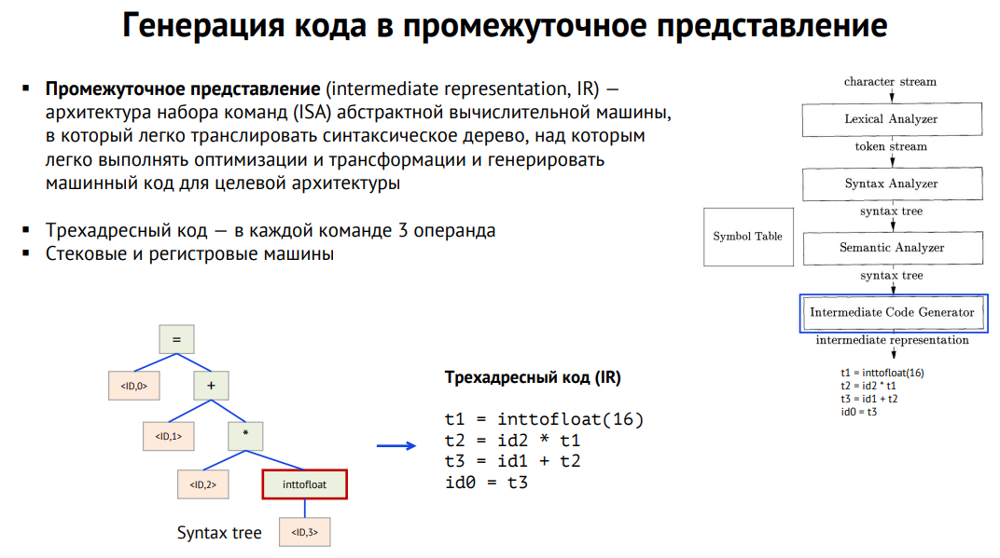 Генерация кода в промежуточное представление
▪ Промежуточное представление (intermediate representation, IR) —
архитектура набора команд (ISA) абстрактной вычислительной машины,
в который легко транслировать синтаксическое дерево, над которым
легко выполнять оптимизации и трансформации и генерировать
машинный код для целевой архитектуры
▪ Трехадресный код — в каждой команде 3 операнда
▪ Стековые и регистровые машины
character stream
Lexical Analyzer
token stream
Syntax Analyzer
syntax tree
Symbol Table
Semantic Analyzer
syntax tree
Intermediate Code Generator
intermediate representation
t1 = inttofloat(16)
t2 = id2 * t1
t3 = id1 + t2
id0 = t3
=
<ID,0>
+
<ID,1>
*
<ID,2>
inttofloat
<ID,3>
Syntax tree
Трехадресный код (IR)
t1 = inttofloat(16)
t2 = id2 * t1
t3 = id1 + t2
id0 = t3